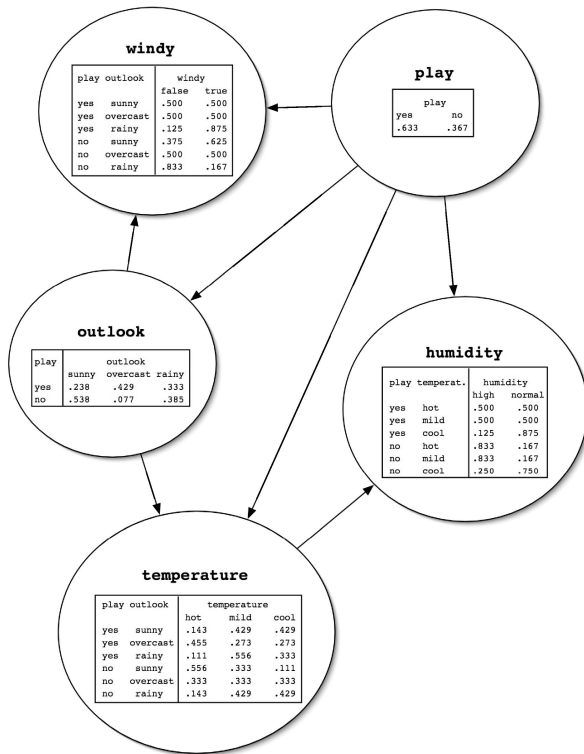 windy
play outlook windy
false true
yes sunny .500 .500
yes overcast .500 .500
yes rainy .125 .875
no sunny .375 .625
no overcast .500 .500
no rainy .833 .167
play
play
yes no
.633 .367
outlook
play outlook
sunny overcast rainy
yes .238 .429 .333
no .538 .077 .385
humidity
play temperat. humidity
high normal
yes hot .500 .500
yes mild .500 .500
yes cool .125 .875
no hot .833 .167
no mild .833 .167
no cool .250 .750
temperature
play outlook temperature
hot mild cool
yes sunny .143 .429 .429
yes overcast .455 .273 .273
yes rainy .111 .556 .333
no sunny .556 .333 .111
no overcast .333 .333 .333
no rainy .143 .429 .429